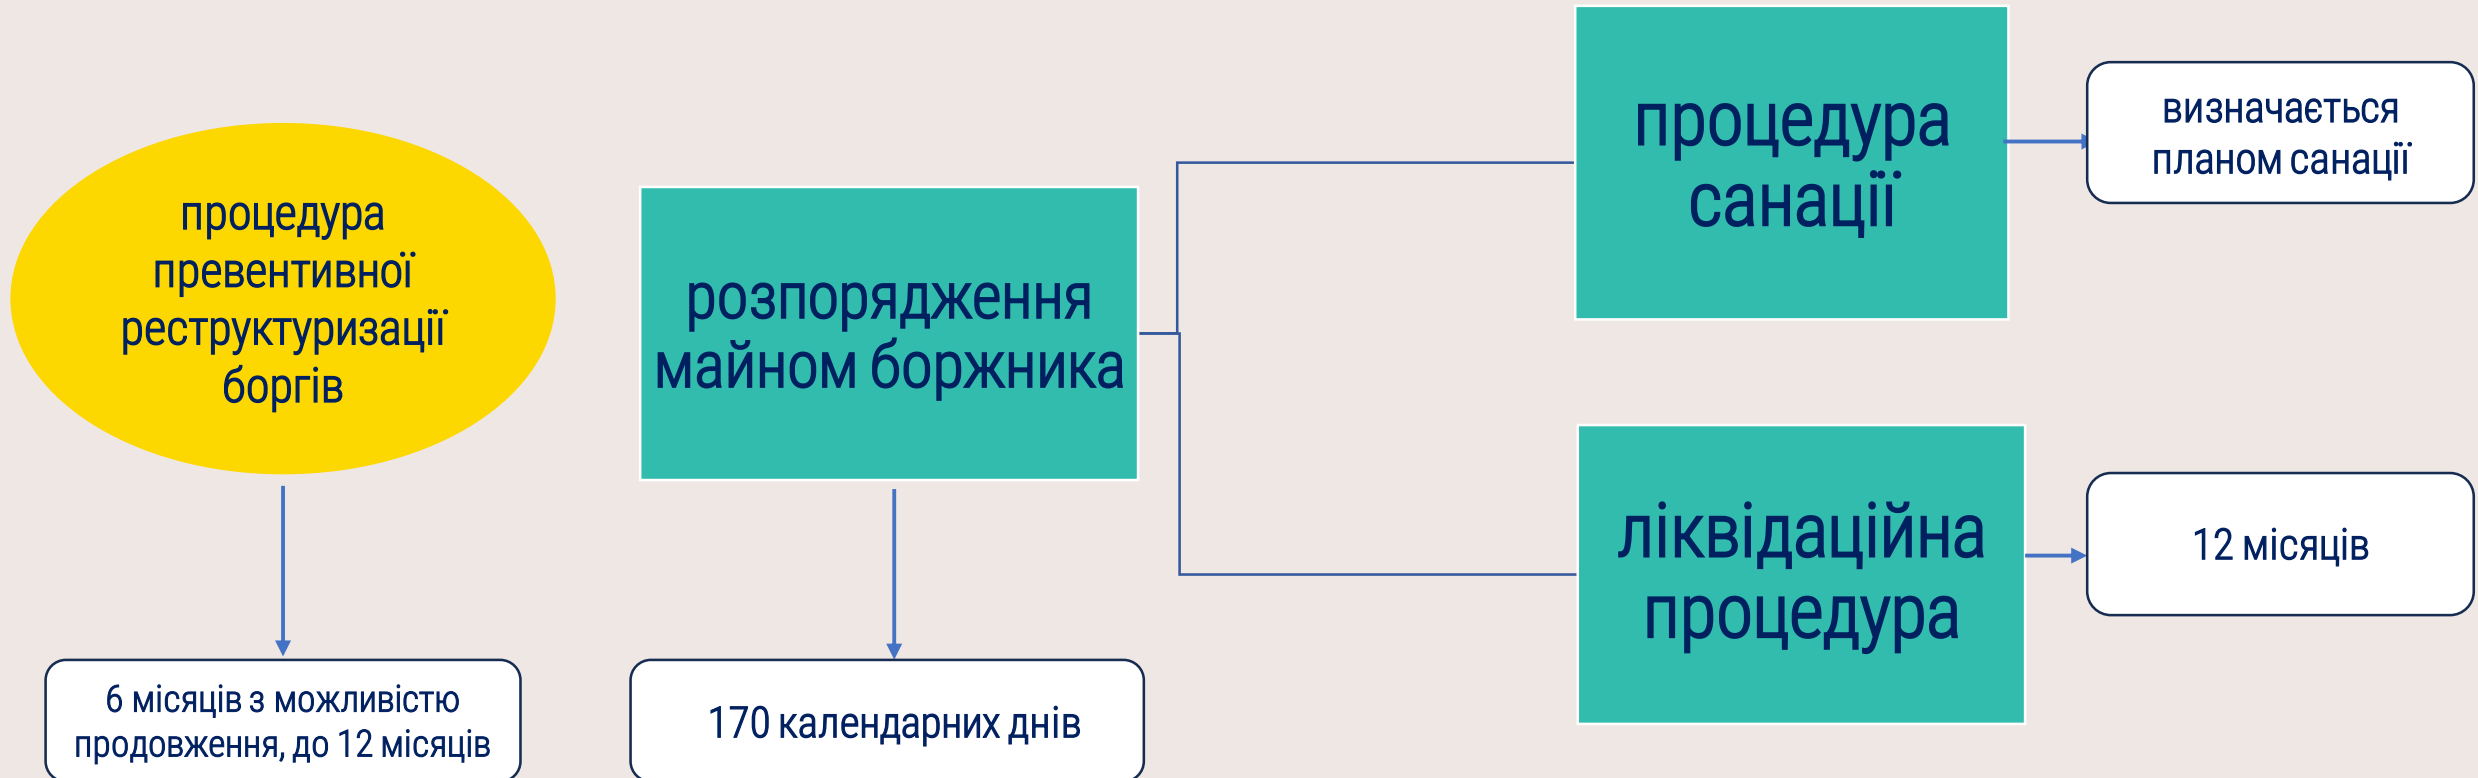 процедура
превентивної
реструктуризації
боргів
6 місяців з можливістю
продовження, до 12 місяців
розпорядження
майном боржника
170 календарних днів
процедура
санації
визначається
планом санації
ліквідаційна
процедура
12 місяців